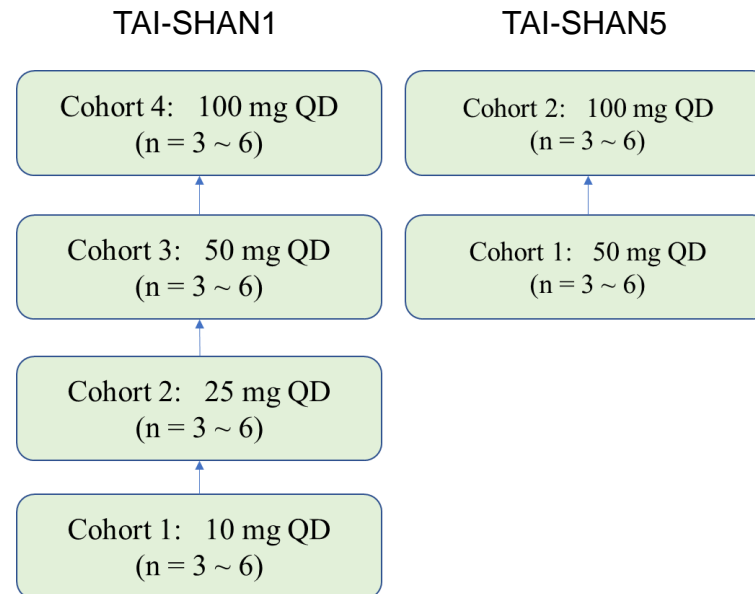 TAI-SHAN1
Cohort 4: 100 mg QD
(n = 3 ~ 6)
Cohort 3: 50 mg QD
(n = 3 ~ 6)
Cohort 2: 25 mg QD
(n = 3 ~ 6)
Cohort 1: 10 mg QD
(n = 3 ~ 6)
TAI-SHAN5
Cohort 2: 100 mg QD
(n = 3 ~ 6)
Cohort 1: 50 mg QD
(n = 3 ~ 6)